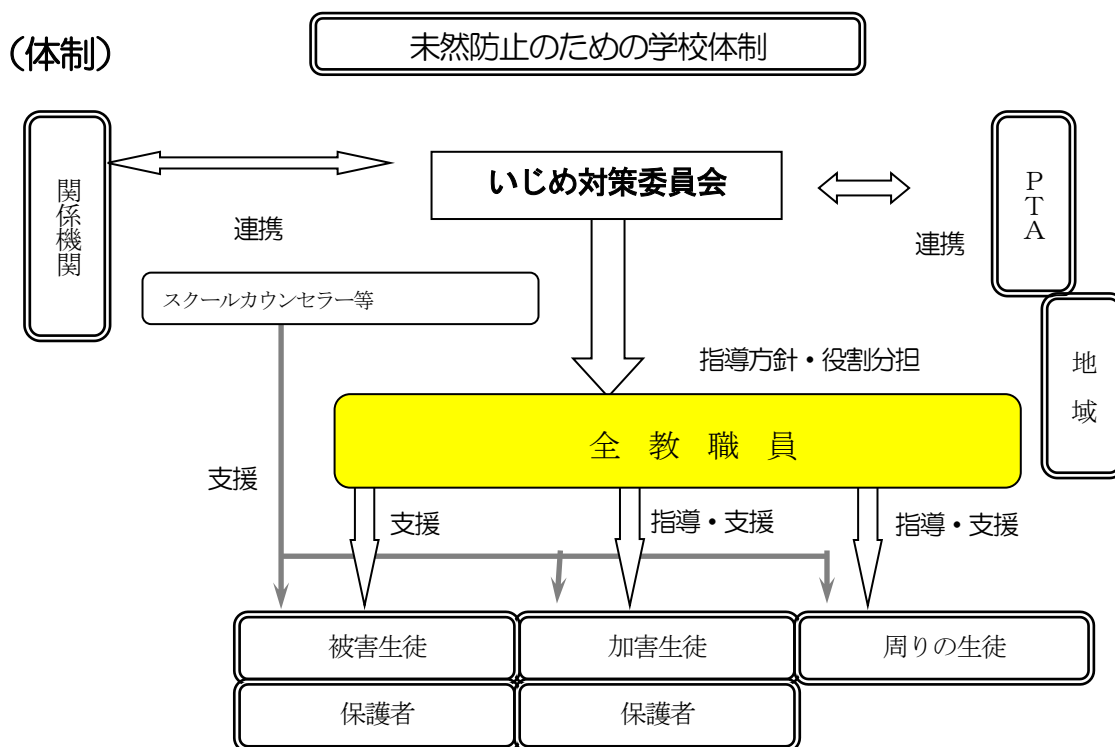 (体制)
未然防止のための学校体制
関係機関
いじめ対策委員会
PTA
連携
連携
スクールカウンセラー等
地域
指導方針・役割分担
全教職員
支援
支援
指導・支援
指導・支援
被害生徒
加害生徒
周りの生徒
保護者
保護者